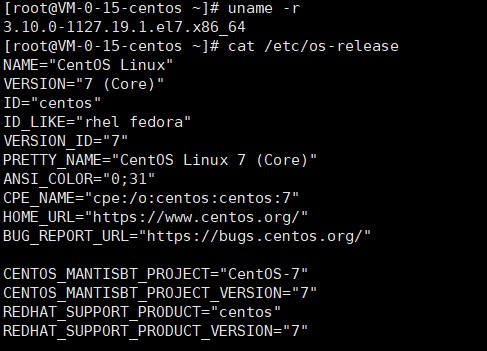 [root@VM-0-15-centos ~]# uname -r
3.10.0-1127.19.1.el7.x86_64
[root@VM-0-15-centos ~]# cat /etc/os-release
NAME="CentOS Linux"
VERSION="7 (Core)"
ID="centos"
ID_LIKE="rhel fedora"
VERSION_ID="7"
PRETTY_NAME="CentOS Linux 7 (Core)"
ANSI_COLOR="0;31"
CPE_NAME="cpe:/o:centos:centos:7"
HOME_URL="https://www.centos.org/"
BUG_REPORT_URL="https://bugs.centos.org/"

CENTOS_MANTISBT_PROJECT="CentOS-7"
CENTOS_MANTISBT_PROJECT_VERSION="7"
REDHAT_SUPPORT_PRODUCT="centos"
REDHAT_SUPPORT_PRODUCT_VERSION="7"